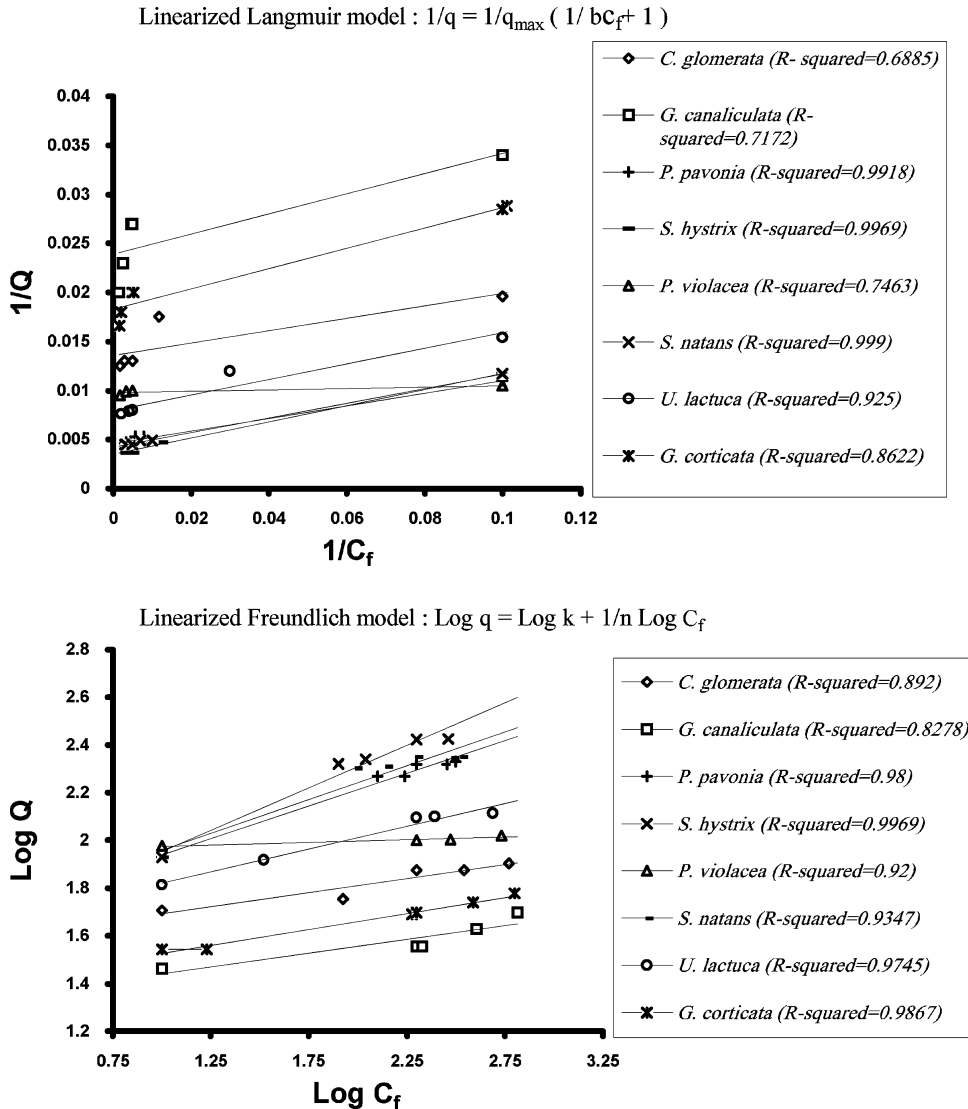 Linearized Langmuir model : 1/q = 1/qmax ( 1/ bcf+ 1 )
0.04
0.035
0.03
0.025
0.02
0.015
0.01
0.005
0
1/Q
0
0.02
0.04
0.06
0.08
0.1
0.12
1/Cf
C. glomerata (R- squared=0.6885)
G. canaliculata (R-
squared=0.7172)
P. pavonia (R-squared=0.9918)
S. hystrix (R-squared=0.9969)
P. violacea (R-squared=0.7463)
S. natans (R-squared=0.999)
U. lactuca (R-squared=0.925)
G. corticata (R-squared=0.8622)
Linearized Freundlich model : Log q = Log k + 1/n Log Cf
2.8
2.6
2.4
2.2
2
1.8
1.6
1.4
1.2
Log Q
0.75
1.25
1.75
2.25
2.75
3.25
Log Cf
C. glomerata (R-squared=0.892)
G. canaliculata (R-squared=0.8278)
P. pavonia (R-squared=0.98)
S. hystrix (R-squared=0.9969)
P. violacea (R-squared=0.92)
S. natans (R-squared=0.9347)
U. lactuca (R-squared=0.9745)
G. corticata (R-squared=0.9867)